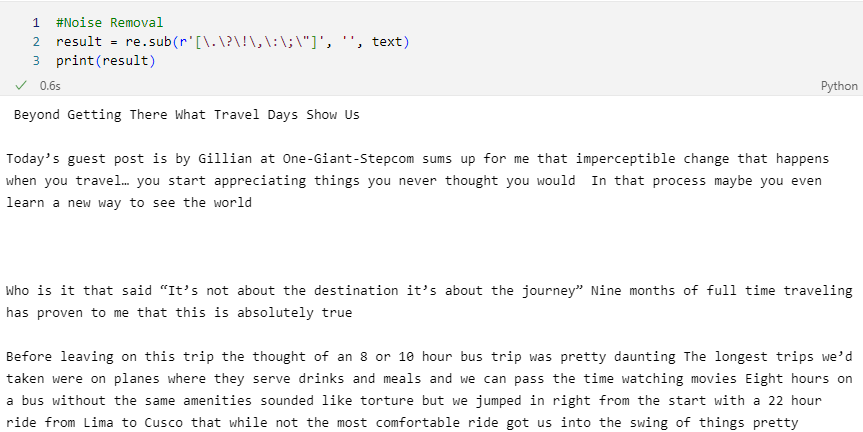 1 #Noise Removal
2 result = re.sub(r'[\.\?\!\,\:\;\"]', '', text)
3 print(result)
✓ 0.6s Python
Beyond Getting There What Travel Days Show Us
Today’s guest post is by Gillian at One-Giant-Stepcom sums up for me that imperceptible change that happens
when you travel… you start appreciating things you never thought you would  In that process maybe you even
learn a new way to see the world
Who is it that said “It’s not about the destination it’s about the journey” Nine months of full time traveling
has proven to me that this is absolutely true
Before leaving on this trip the thought of an 8 or 10 hour bus trip was pretty daunting The longest trips we’d
taken were on planes where they serve drinks and meals and we can pass the time watching movies Eight hours on
a bus without the same amenities sounded like torture but we jumped in right from the start with a 22 hour
ride from Lima to Cusco that while not the most comfortable ride got us into the swing of things pretty